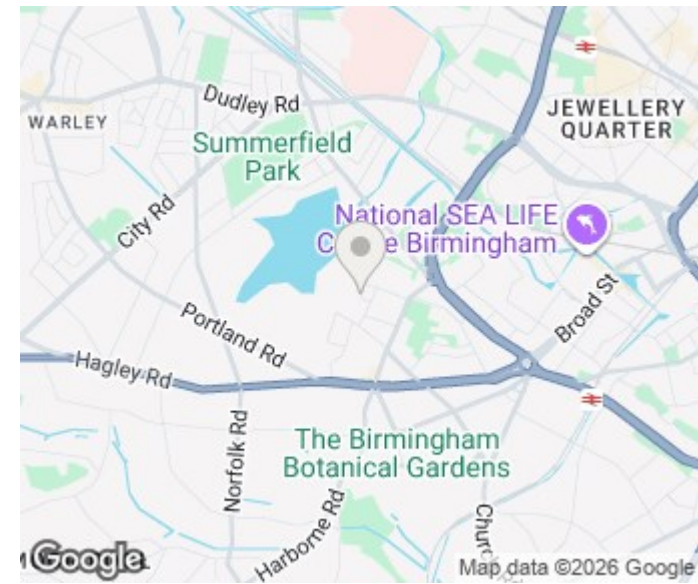 Dudley Rd
WARLEY
JEWELLERY
QUARTER
Summerfield
Park
City Rd
National SEA LIFE
Birmingham
Broad St
Portland Rd
Hagley Rd
Norfolk Rd
The Birmingham
Botanical Gardens
Harborne Rd
Google
Map data ©2026 Google